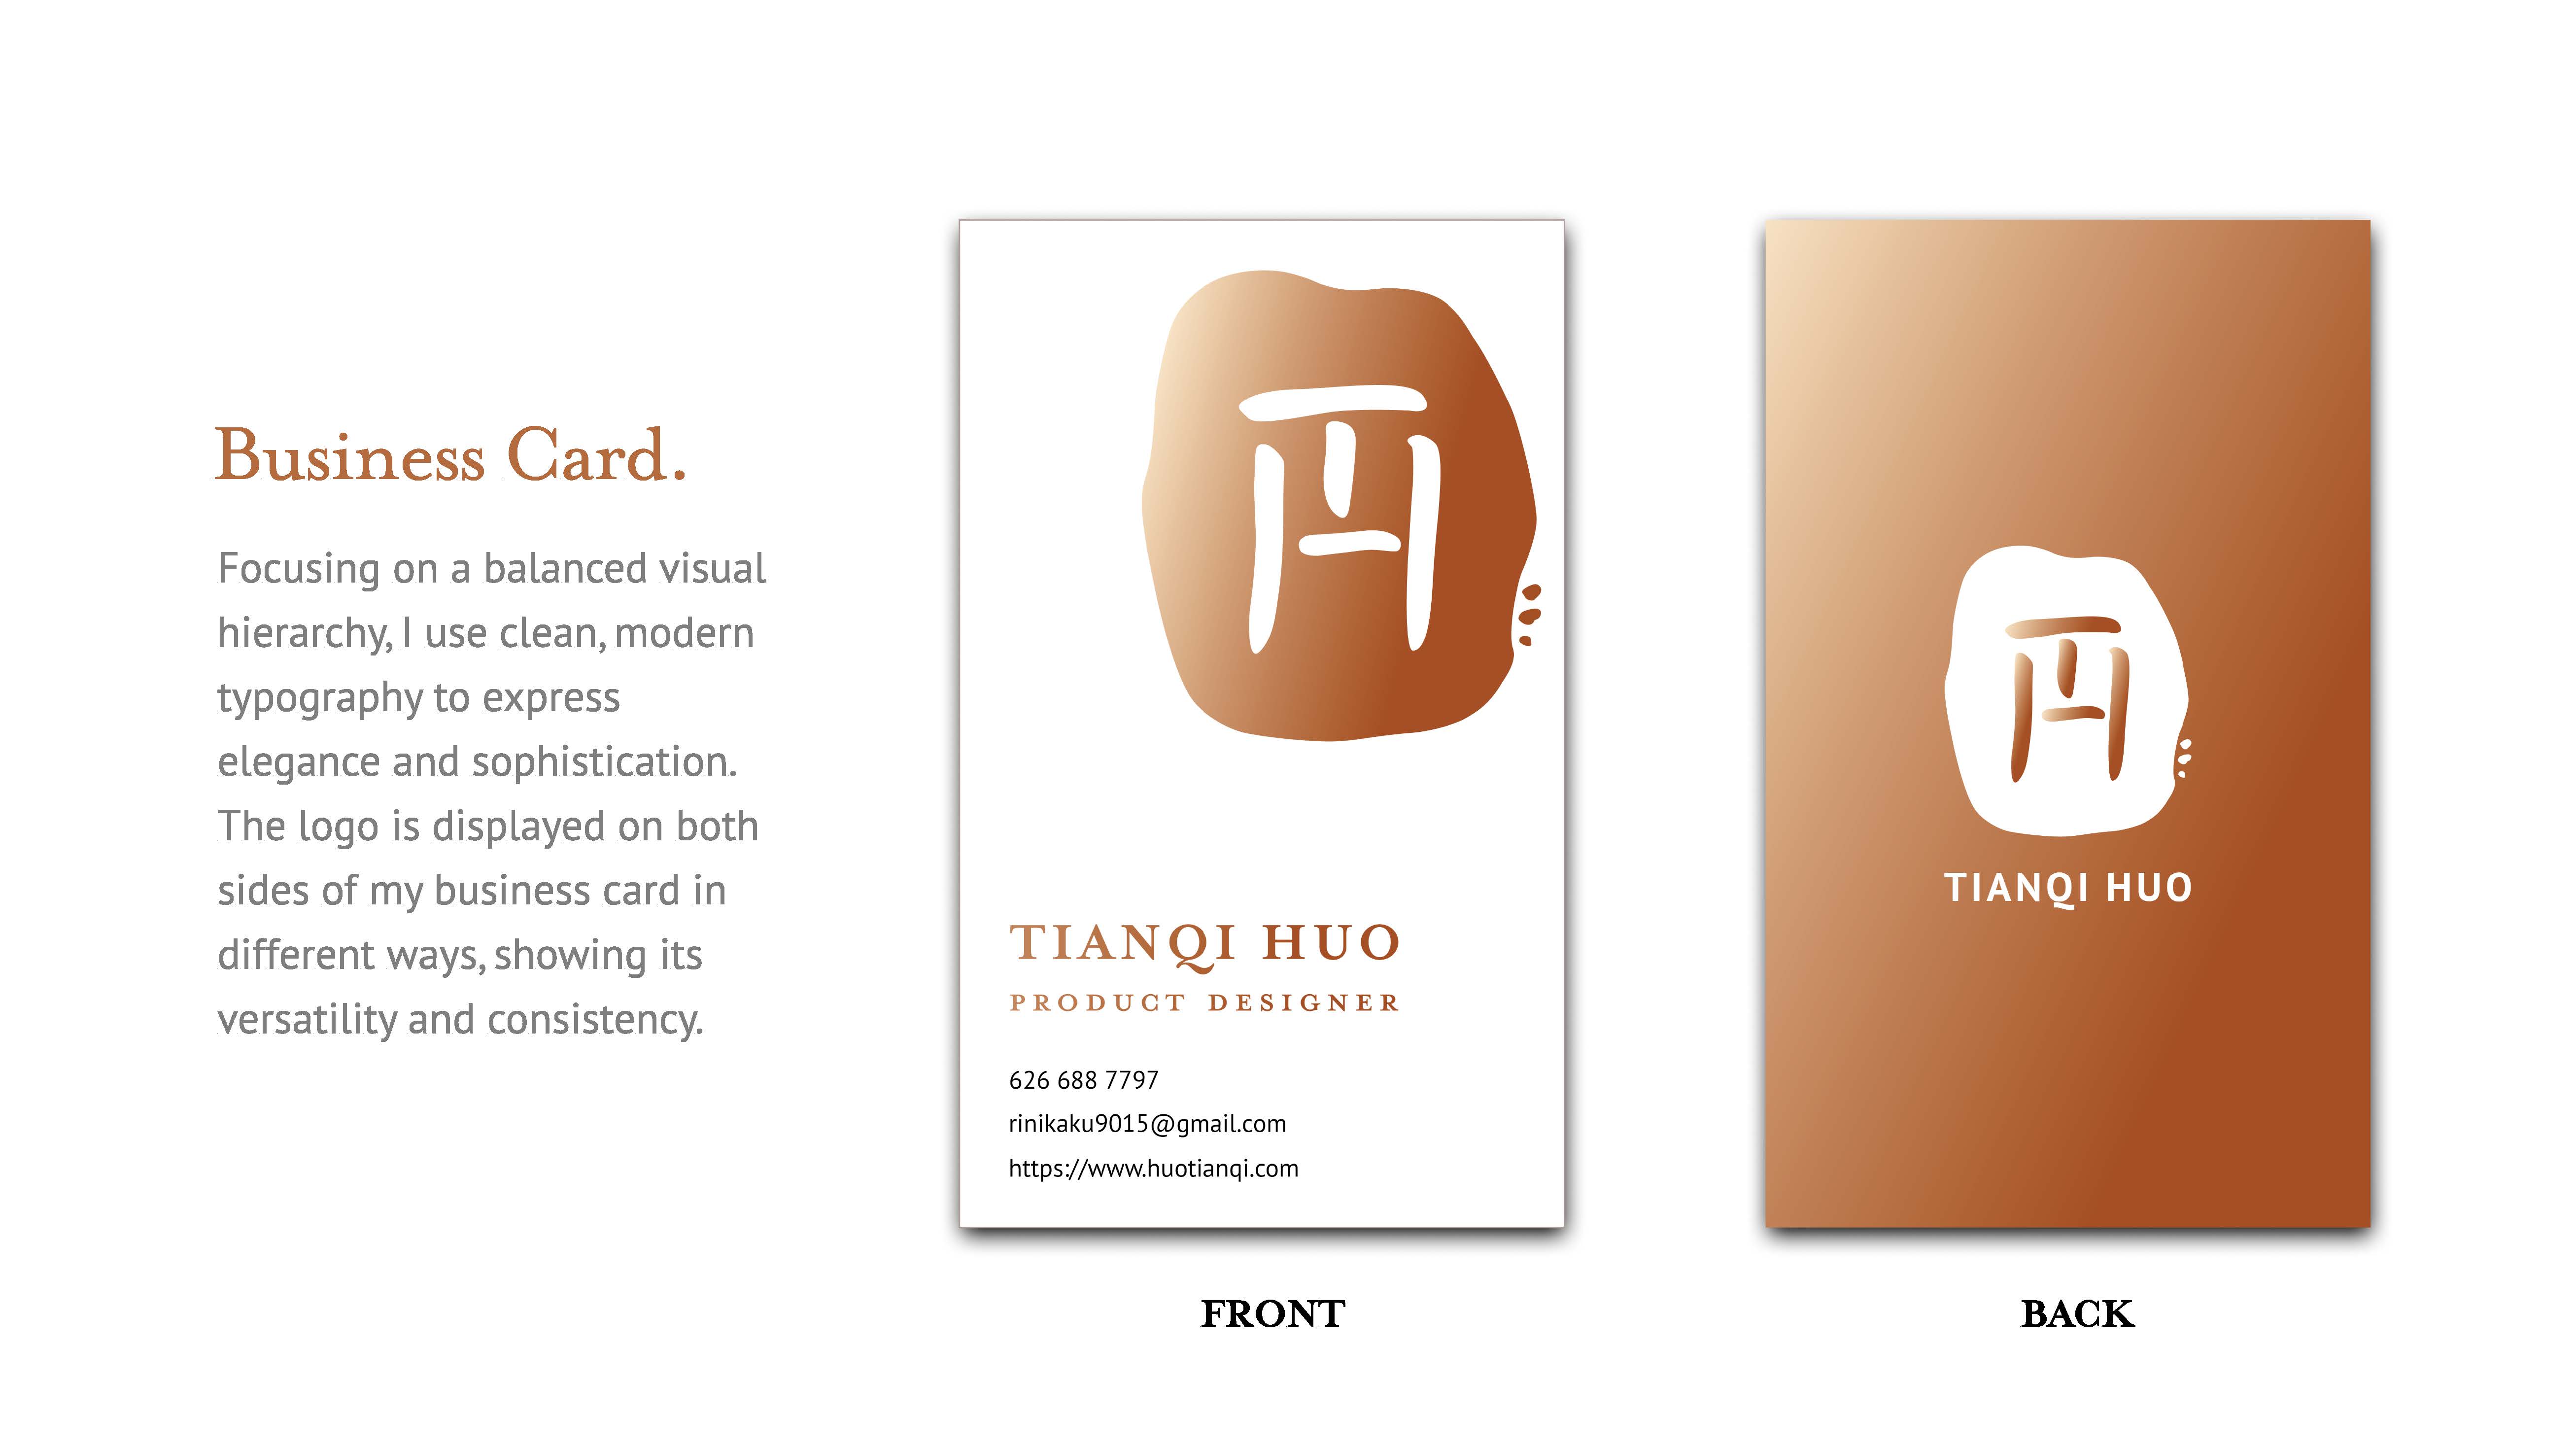 Business Card.
Focusing on a balanced visual
hierarchy, I use clean, modern
typography to express
elegance and sophistication.
The logo is displayed on both
sides of my business card in
different ways, showing its
versatility and consistency.
TIANQI HUO
PRODUCT DESIGNER
626 688 7797
rinikaku9015@gmail.com
https://www.huotianqi.com
FRONT
TIANQI HUO
BACK